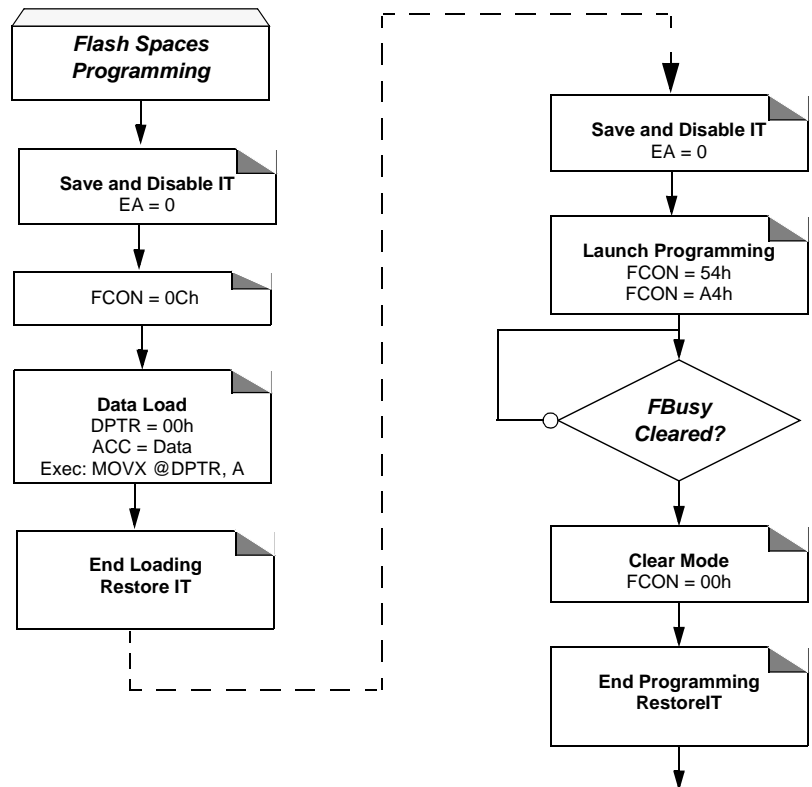 Flash Spaces
Programming
Save and Disable IT
EA = 0
FCON = 0Ch
Data Load
DPTR = 00h
ACC = Data
Exec: MOVX @DPTR, A
End Loading
Restore IT
Save and Disable IT
EA = 0
Launch Programming
FCON = 54h
FCON = A4h
FBusy
Cleared?
Clear Mode
FCON = 00h
End Programming
RestoreIT